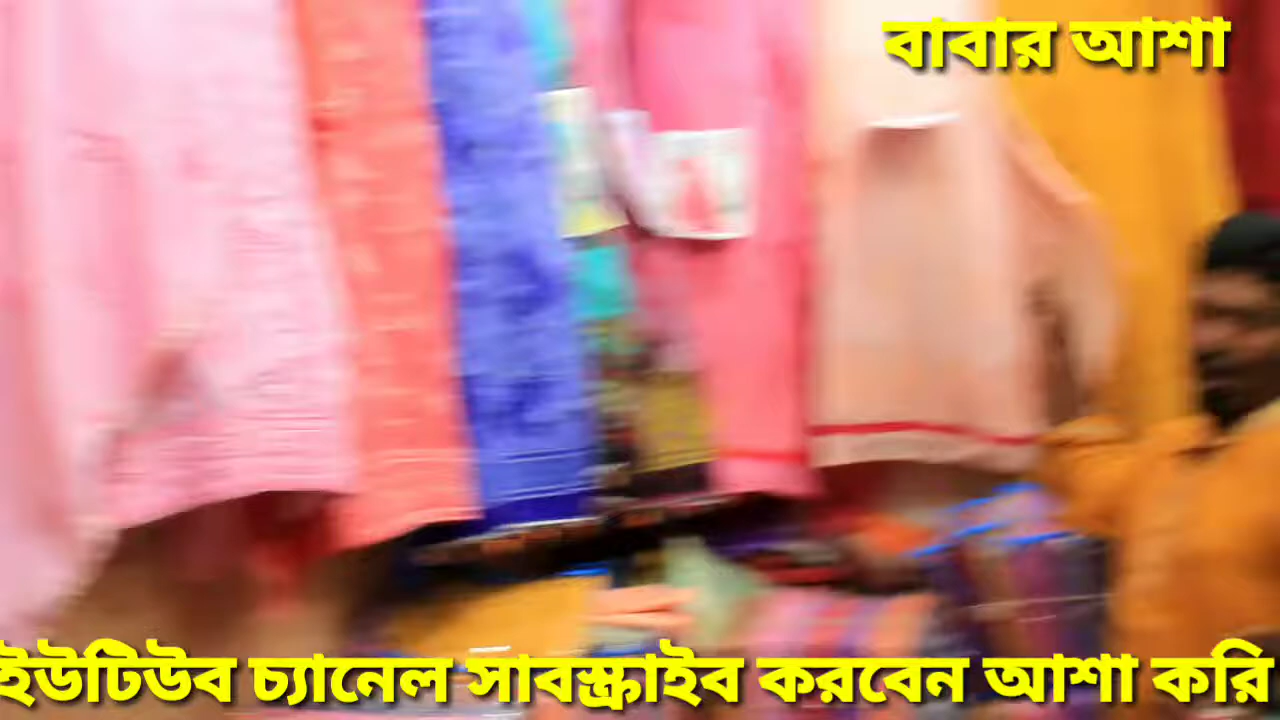 বাবার আশা
ইউটিউব চ্যানেল সাবস্ক্রাইব করবেন আশা করি